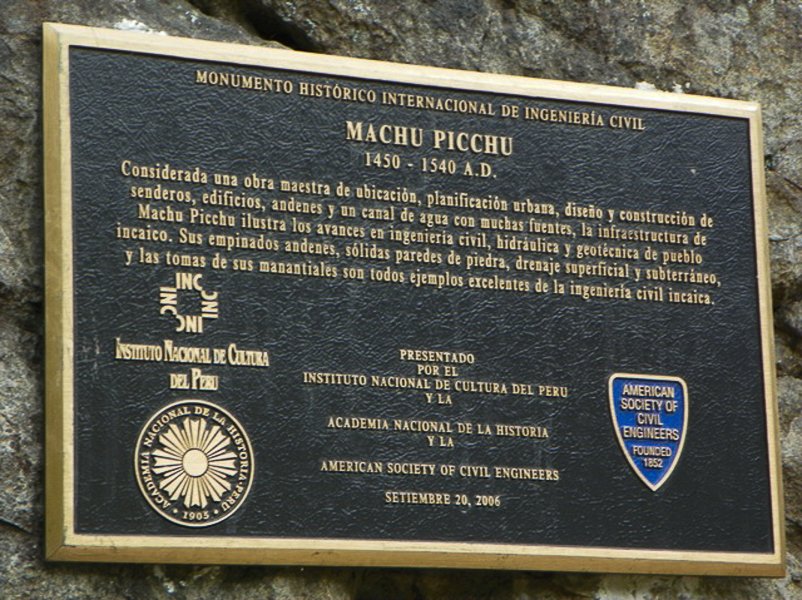 MONUMENTO HISTÓRICO INTERNACIONAL DE INGENIERÍA CIVIL
MACHU PICCHU
1450 - 1540 A.D.
Considerada una obra maestra de ubicación, planificación urbana, diseño y construcción de
senderos, edificios, andenes y un canal de agua con muchas fuentes, la infraestructura de
Machu Picchu ilustra los avances en ingeniería civil, hidráulica y geotécnica de pueblo
incaico. Sus empinados andenes, sólidas paredes de piedra, drenaje superficial y subterráneo,
y las tomas de sus manantiales son todos ejemplos excelentes de la ingeniería civil incaica.
INC
INC
INC
INC
INSTITUTO NACIONAL DE CULTURA
DEL PERU
ACADEMIA NACIONAL DE LA HISTORIA·PERU
· 1905 ·
PRESENTADO
POR EL
INSTITUTO NACIONAL DE CULTURA DEL PERU
Y LA
ACADEMIA NACIONAL DE LA HISTORIA
Y LA
AMERICAN SOCIETY OF CIVIL ENGINEERS
SETIEMBRE 20, 2006
AMERICAN
SOCIETY OF
CIVIL
ENGINEERS
FOUNDED
1852